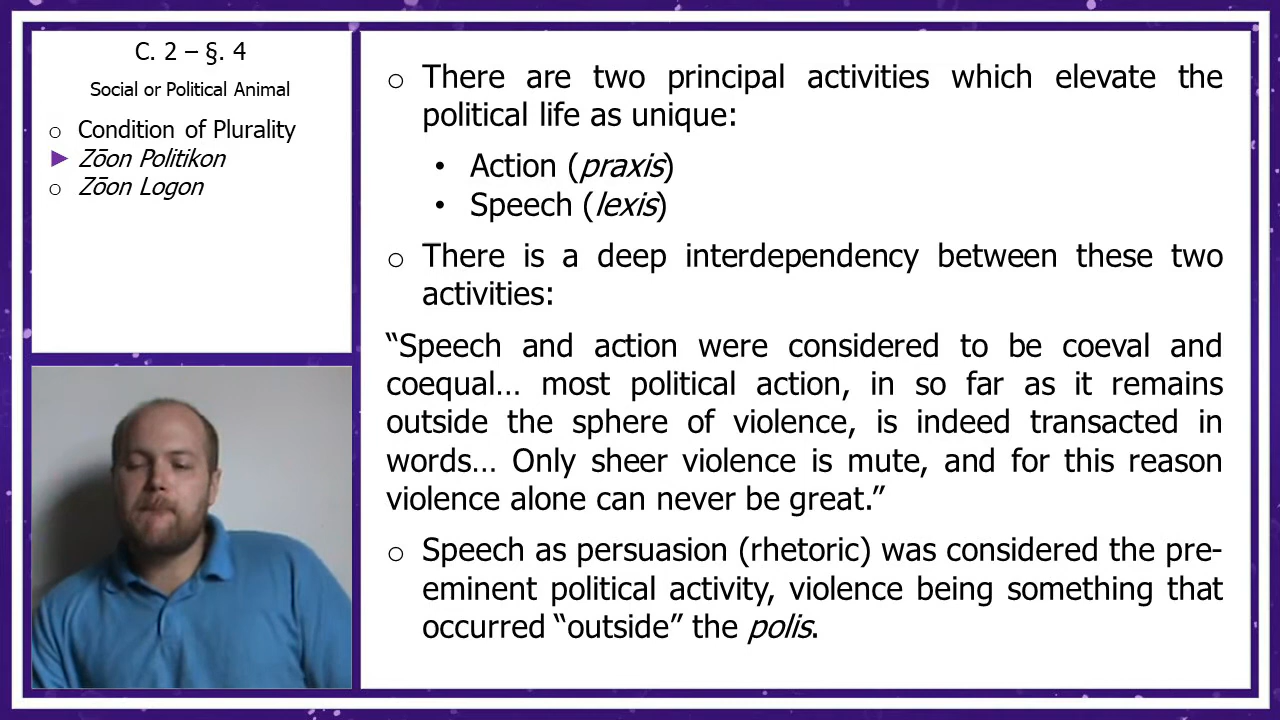 C. 2 – §. 4
Social or Political Animal
o Condition of Plurality
► Zōon Politikon
o Zōon Logon
o There are two principal activities which elevate the
political life as unique:
• Action (praxis)
• Speech (lexis)
o There is a deep interdependency between these two
activities:
“Speech and action were considered to be coeval and
coequal… most political action, in so far as it remains
outside the sphere of violence, is indeed transacted in
words… Only sheer violence is mute, and for this reason
violence alone can never be great.”
o Speech as persuasion (rhetoric) was considered the pre-
eminent political activity, violence being something that
occurred “outside” the polis.